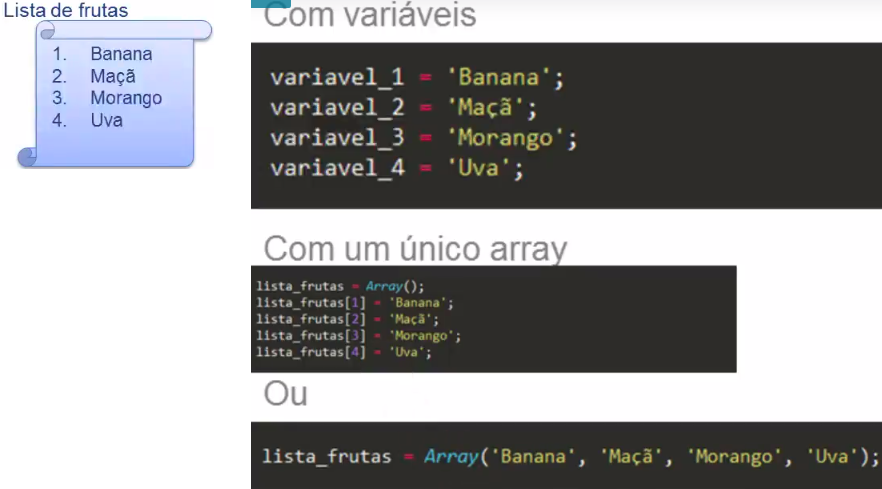 Lista de frutas
1. Banana
2. Maçã
3. Morango
4. Uva
Com variáveis
variavel_1 = 'Banana';
variavel_2 = 'Maçã';
variavel_3 = 'Morango';
variavel_4 = 'Uva';
Com um único array
lista_frutas = Array();
lista_frutas[1] = 'Banana';
lista_frutas[2] = 'Maçã';
lista_frutas[3] = 'Morango';
lista_frutas[4] = 'Uva';
Ou
lista_frutas = Array('Banana', 'Maçã', 'Morango', 'Uva');